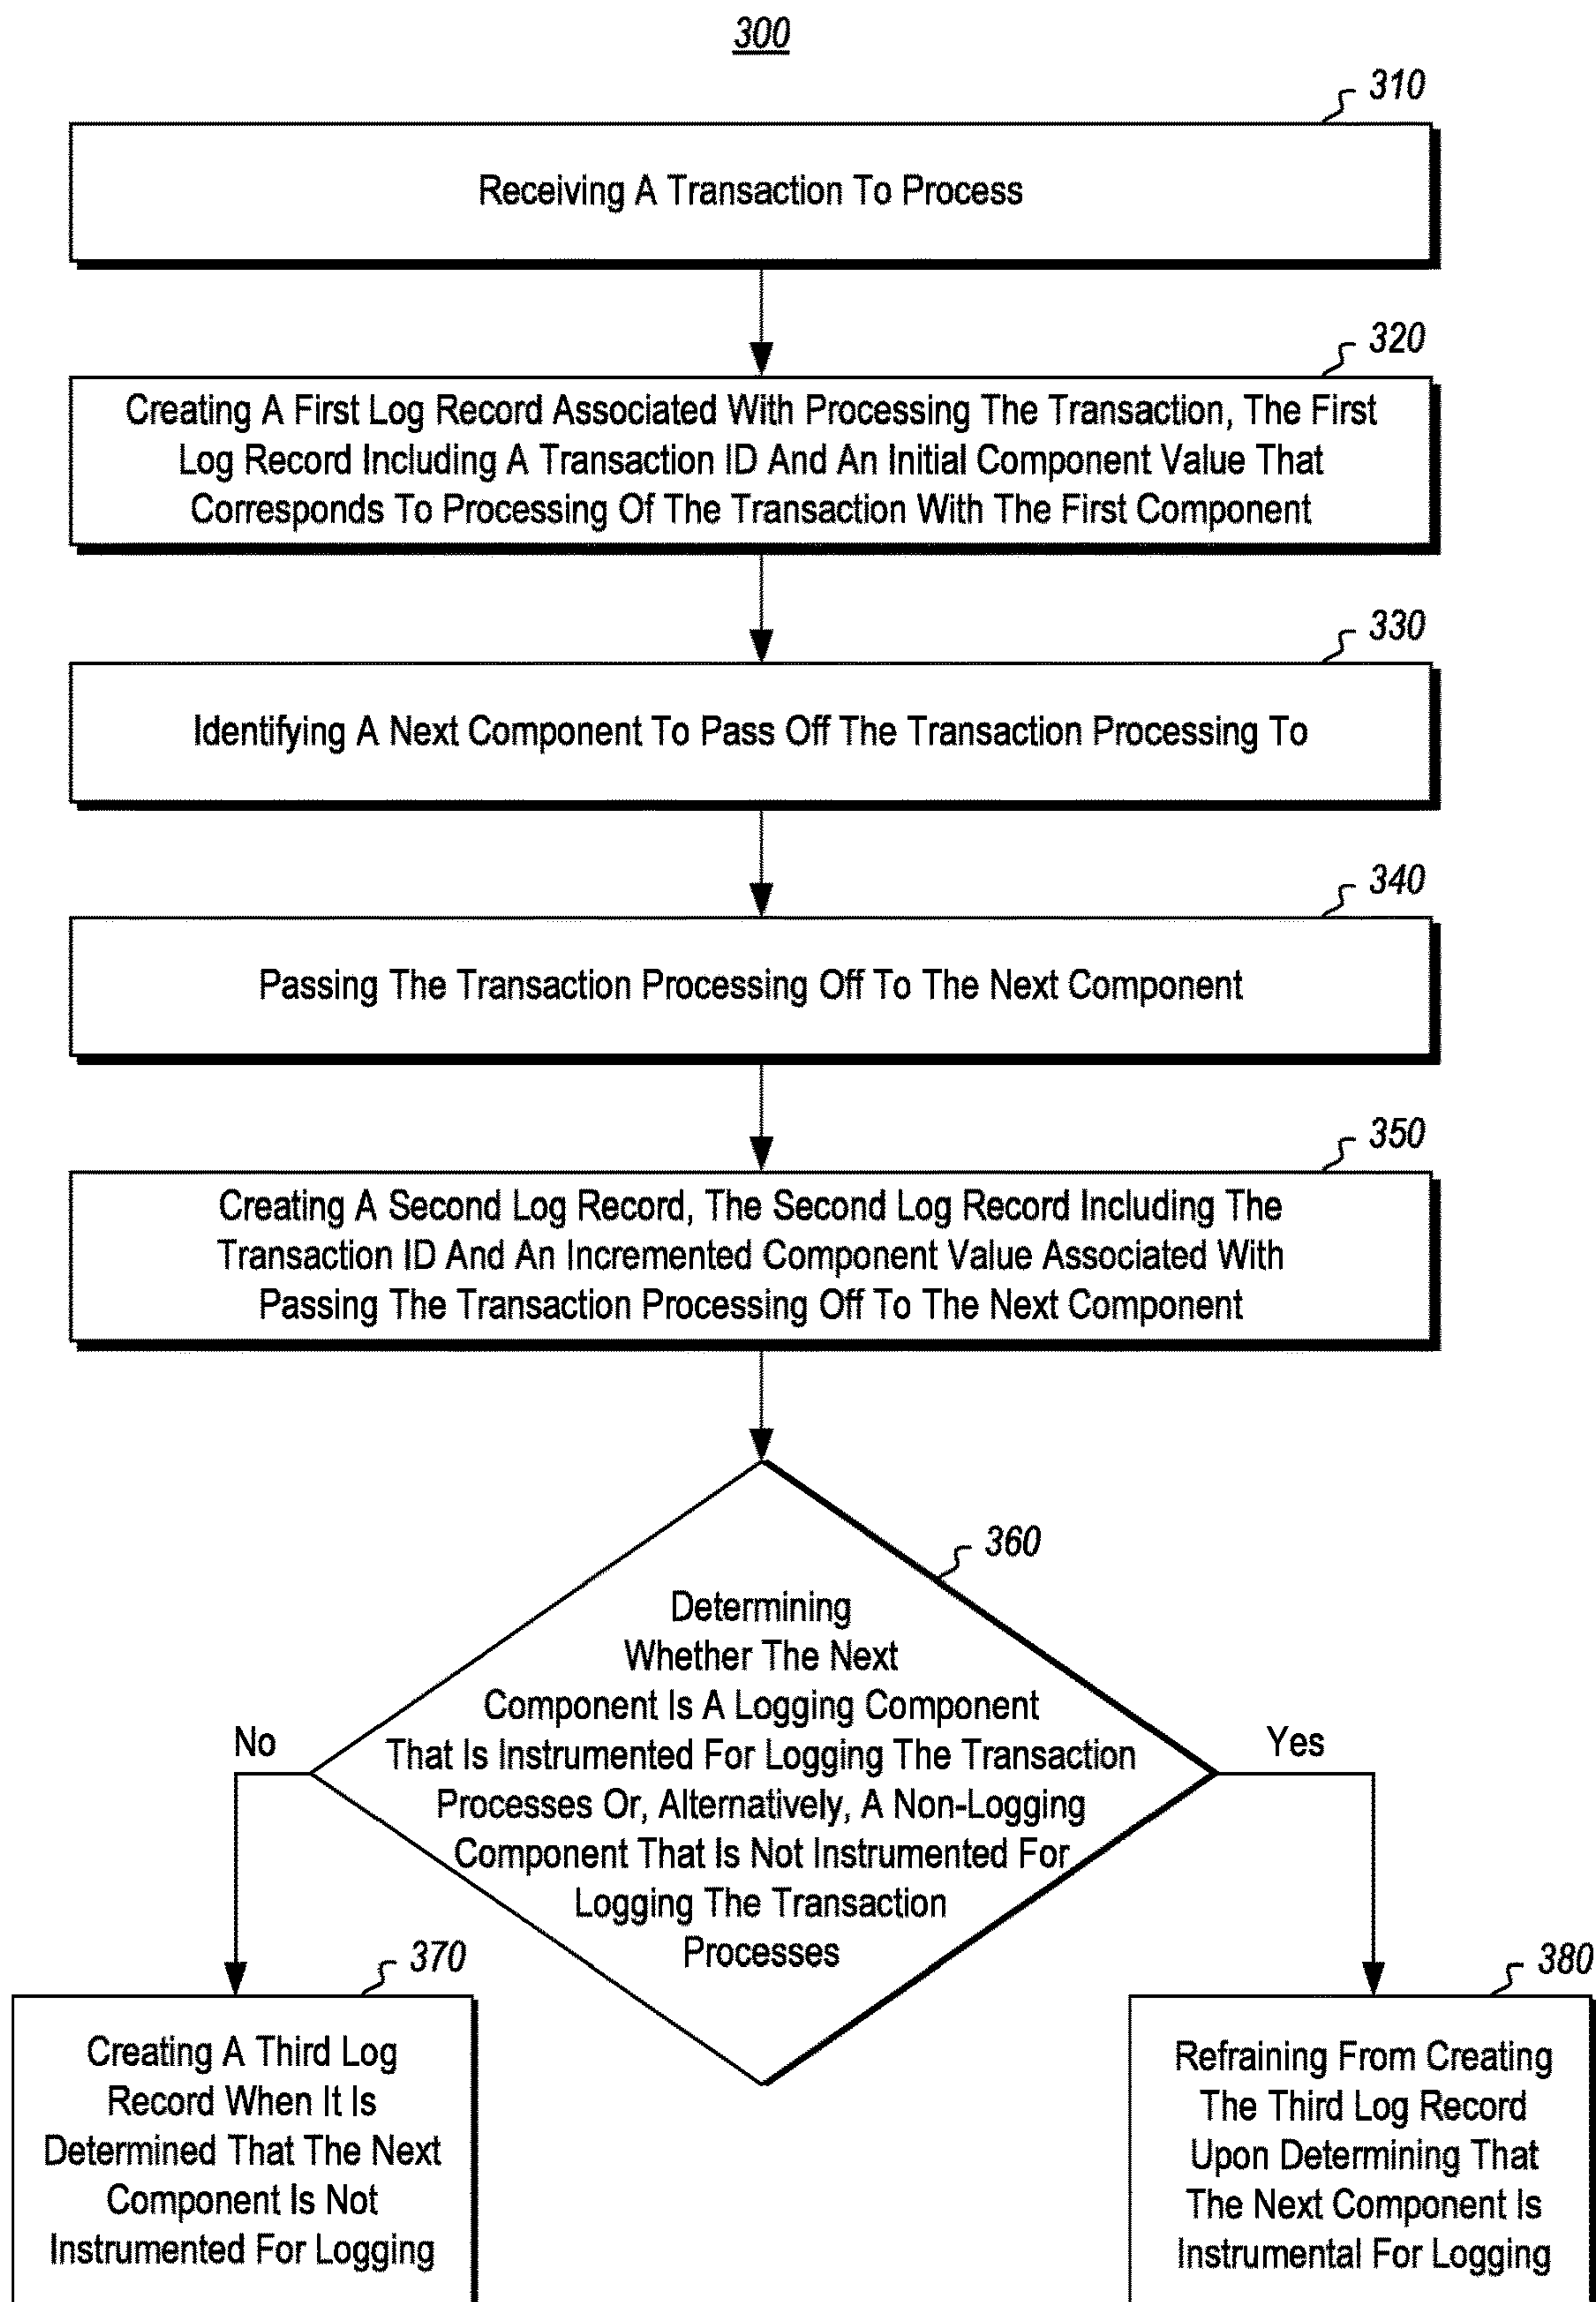 300
310
Receiving A Transaction To Process
320
Creating A First Log Record Associated With Processing The Transaction, The First
Log Record Including A Transaction ID And An Initial Component Value That
Corresponds To Processing Of The Transaction With The First Component
330
Identifying A Next Component To Pass Off The Transaction Processing To
340
Passing The Transaction Processing Off To The Next Component
350
Creating A Second Log Record, The Second Log Record Including The
Transaction ID And An Incremented Component Value Associated With
Passing The Transaction Processing Off To The Next Component
360
Determining
Whether The Next
Component Is A Logging Component
That Is Instrumented For Logging The Transaction
Processes Or, Alternatively, A Non-Logging
Component That Is Not Instrumented For
Logging The Transaction
Processes
No
Yes
370
Creating A Third Log
Record When It Is
Determined That The Next
Component Is Not
Instrumented For Logging
380
Refraining From Creating
The Third Log Record
Upon Determining That
The Next Component Is
Instrumental For Logging